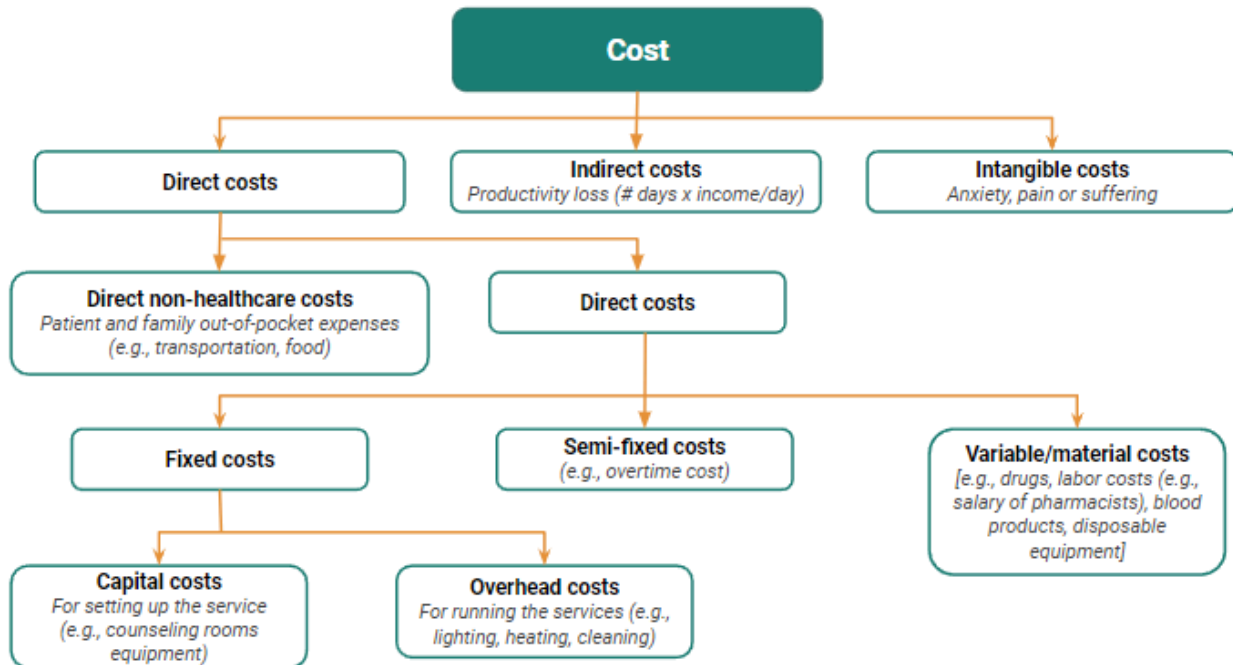 Cost
Direct costs
Indirect costs
Productivity loss (# days x income/day)
Intangible costs
Anxiety, pain or suffering
Direct non-healthcare costs
Patient and family out-of-pocket expenses
(e.g., transportation, food)
Direct costs
Fixed costs
Semi-fixed costs
(e.g., overtime cost)
Variable/material costs
[e.g., drugs, labor costs (e.g.,
salary of pharmacists), blood
products, disposable
equipment]
Capital costs
For setting up the service
(e.g., counseling rooms
equipment)
Overhead costs
For running the services (e.g.,
lighting, heating, cleaning)